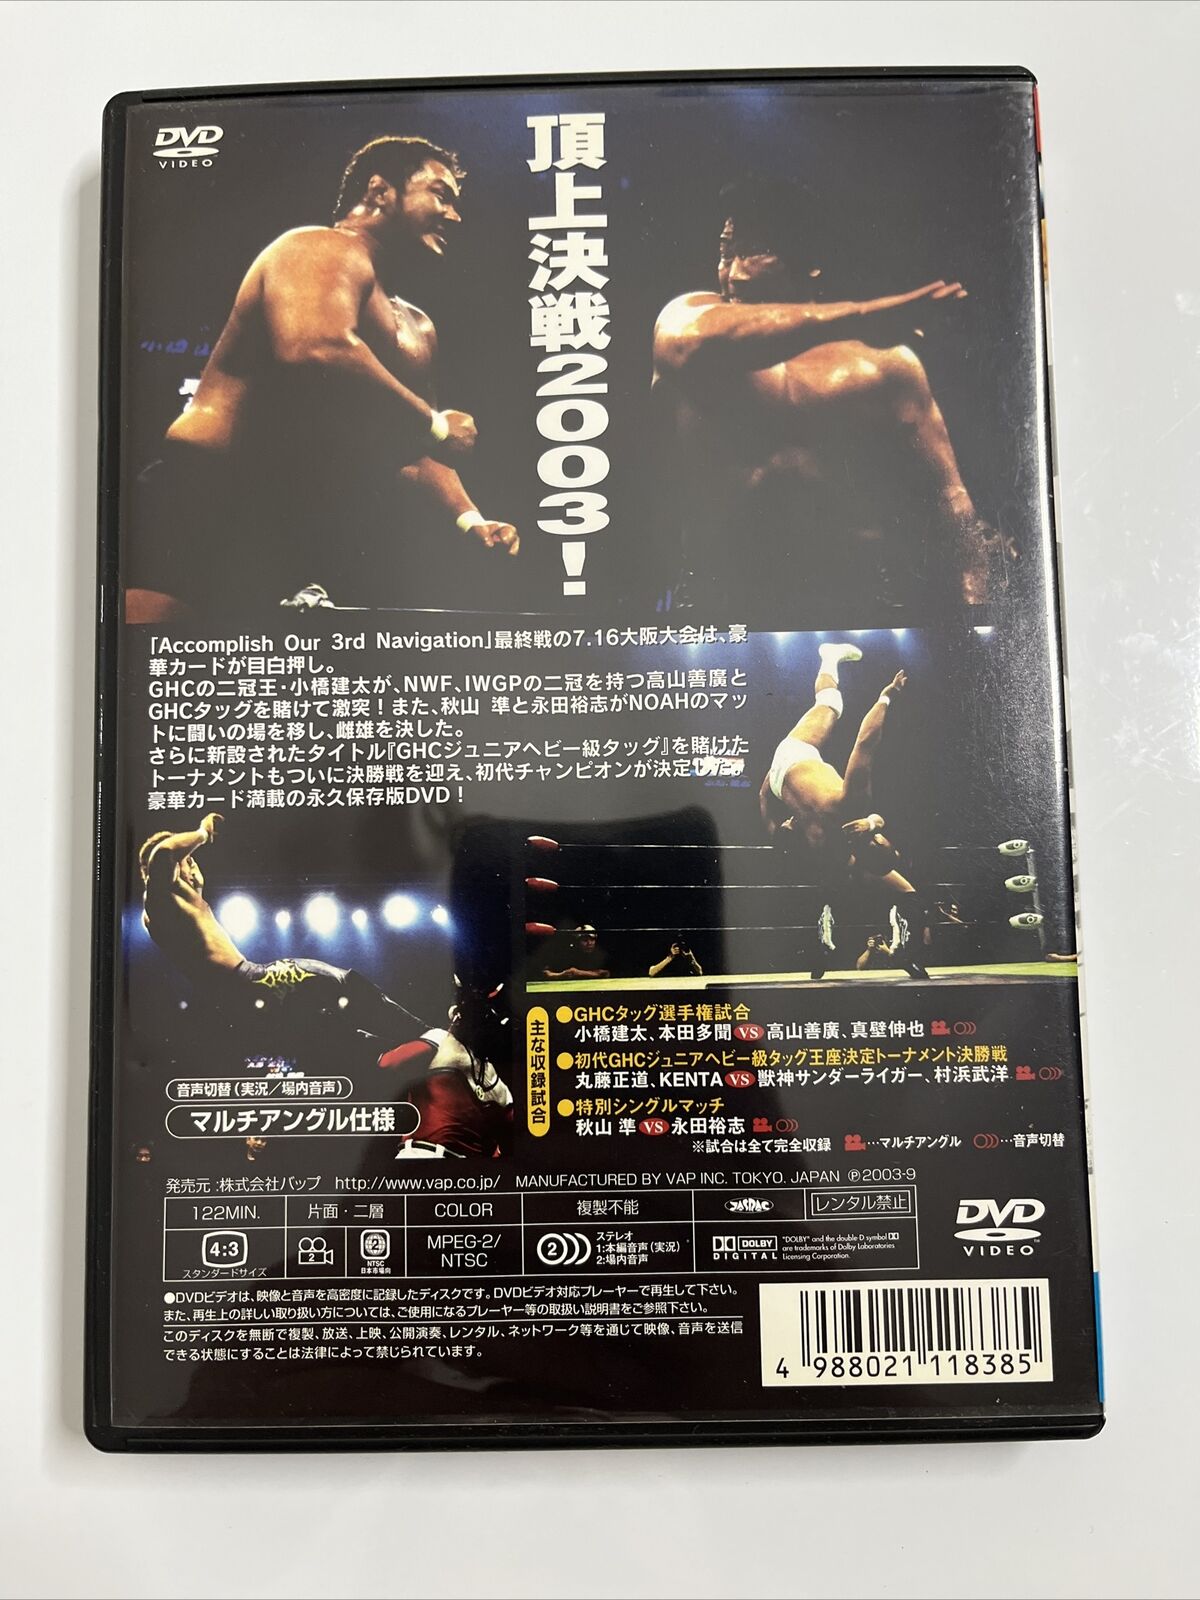 DVD
VIDEO
頂上決戦2003!
「Accomplish Our 3rd Navigation」最終戦の7.16大阪大会は、豪
華カードが目白押し。
GHCの二冠王・小橋建太が、NWF、IWGPの二冠を持つ高山善廣と
GHCタッグを賭けて激突!また、秋山 準と永田裕志がNOAHのマッ
トに闘いの場を移し、雌雄を決した。
さらに新設されたタイトル『GHCジュニアヘビー級タッグ』を賭けた
トーナメントもついに決勝戦を迎え、初代チャンピオンが決定した。
豪華カード満載の永久保存版DVD!
主な収録試合
●GHCタッグ選手権試合
小橋建太、本田多聞 VS 高山善廣、真壁伸也
●初代GHCジュニアヘビー級タッグ王座決定トーナメント決勝戦
丸藤正道、KENTA VS 獣神サンダーライガー、村浜武洋
●特別シングルマッチ
秋山 準 VS 永田裕志
※試合は全て完全収録 …マルチアングル …音声切替
音声切替(実況/場内音声)
マルチアングル仕様
発売元:株式会社バップ http://www.vap.co.jp/ MANUFACTURED BY VAP INC. TOKYO. JAPAN ℗2003-9
122MIN. 片面・二層 COLOR 複製不能 JASRAC レンタル禁止
4:3
スタンダードサイズ
2
2
NTSC
日本市場向
MPEG-2/
NTSC
2
ステレオ
1:本編音声(実況)
2:場内音声
DOLBY
DIGITAL
"DOLBY" and the double D symbol
are trademarks of Dolby Laboratories
Licensing Corporation.
DVD
VIDEO
●DVDビデオは、映像と音声を高密度に記録したディスクです。DVDビデオ対応プレーヤーで再生して下さい。
また、再生上の詳しい取り扱い方については、ご使用になるプレーヤー等の取扱い説明書をご参照下さい。
このディスクを無断で複製、放送、上映、公開演奏、レンタル、ネットワーク等を通じて映像、音声を送信
できる状態にすることは法律によって禁じられています。
4 988021 118385